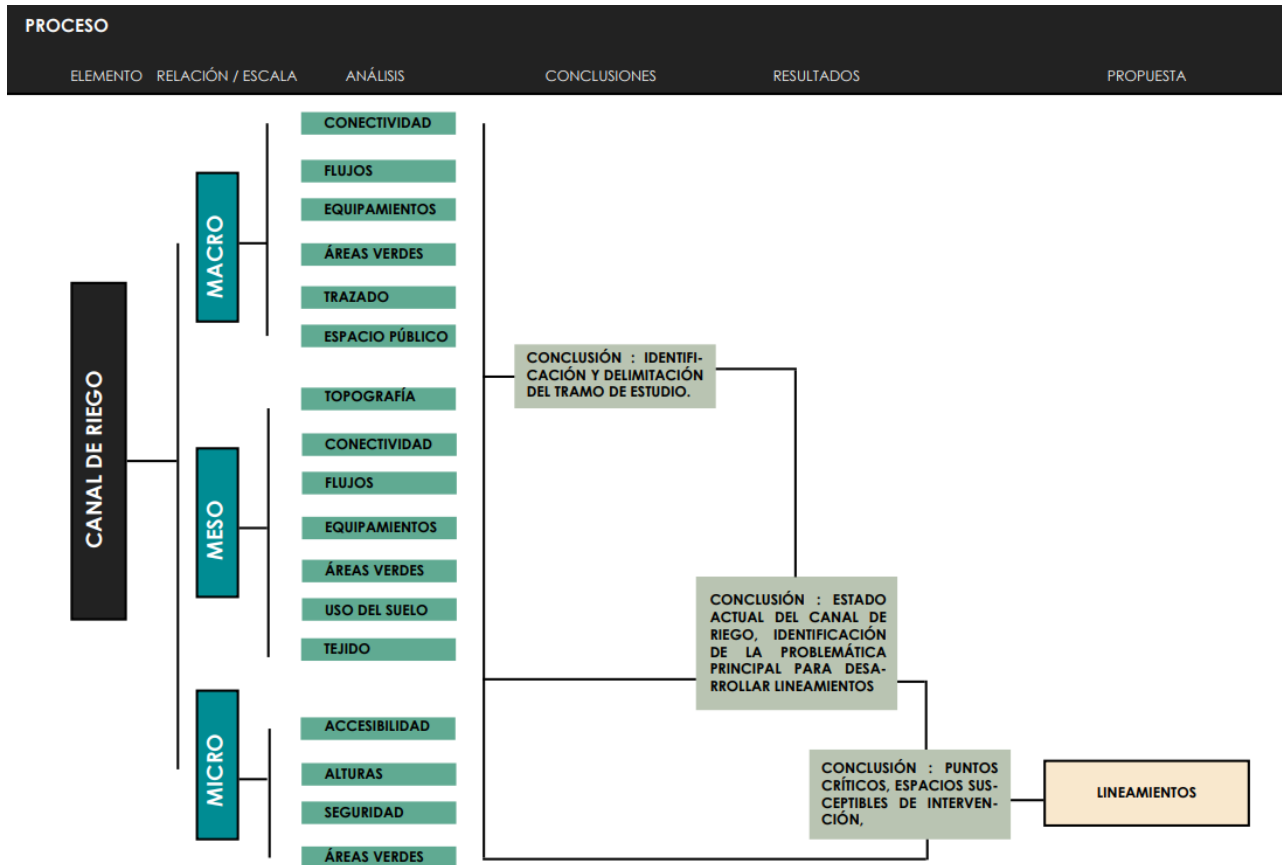 PROCESO
ELEMENTO
RELACIÓN / ESCALA
ANÁLISIS
CONCLUSIONES
RESULTADOS
PROPUESTA
CANAL DE RIEGO
MACRO
CONECTIVIDAD
FLUJOS
EQUIPAMIENTOS
ÁREAS VERDES
TRAZADO
ESPACIO PÚBLICO
MESO
TOPOGRAFÍA
CONECTIVIDAD
FLUJOS
EQUIPAMIENTOS
ÁREAS VERDES
USO DEL SUELO
TEJIDO
MICRO
ACCESIBILIDAD
ALTURAS
SEGURIDAD
ÁREAS VERDES
CONCLUSIÓN : IDENTIFI-
CACIÓN Y DELIMITACIÓN
DEL TRAMO DE ESTUDIO.
CONCLUSIÓN : ESTADO
ACTUAL DEL CANAL DE
RIEGO, IDENTIFICACIÓN
DE LA PROBLEMÁTICA
PRINCIPAL PARA DESA-
RROLLAR LINEAMIENTOS
CONCLUSIÓN : PUNTOS
CRÍTICOS, ESPACIOS SUS-
CEPTIBLES DE INTERVEN-
CIÓN,
LINEAMIENTOS